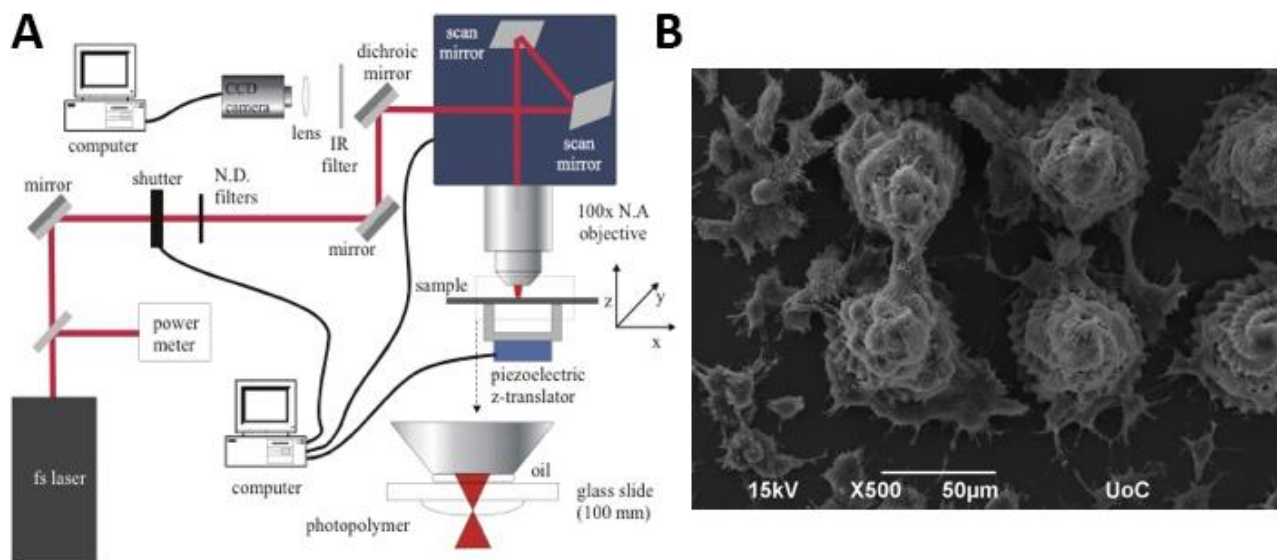 A
scan
mirror
dichroic
mirror
CCD
camera
lens
IR
filter
scan
mirror
computer
shutter
N.D.
filters
mirror
mirror
100x N.A
objective
sample
z
y
x
power
meter
piezoelectric
z-translator
fs laser
computer
oil
glass slide
(100 mm)
photopolymer
B
15kV X500 50µm UoC